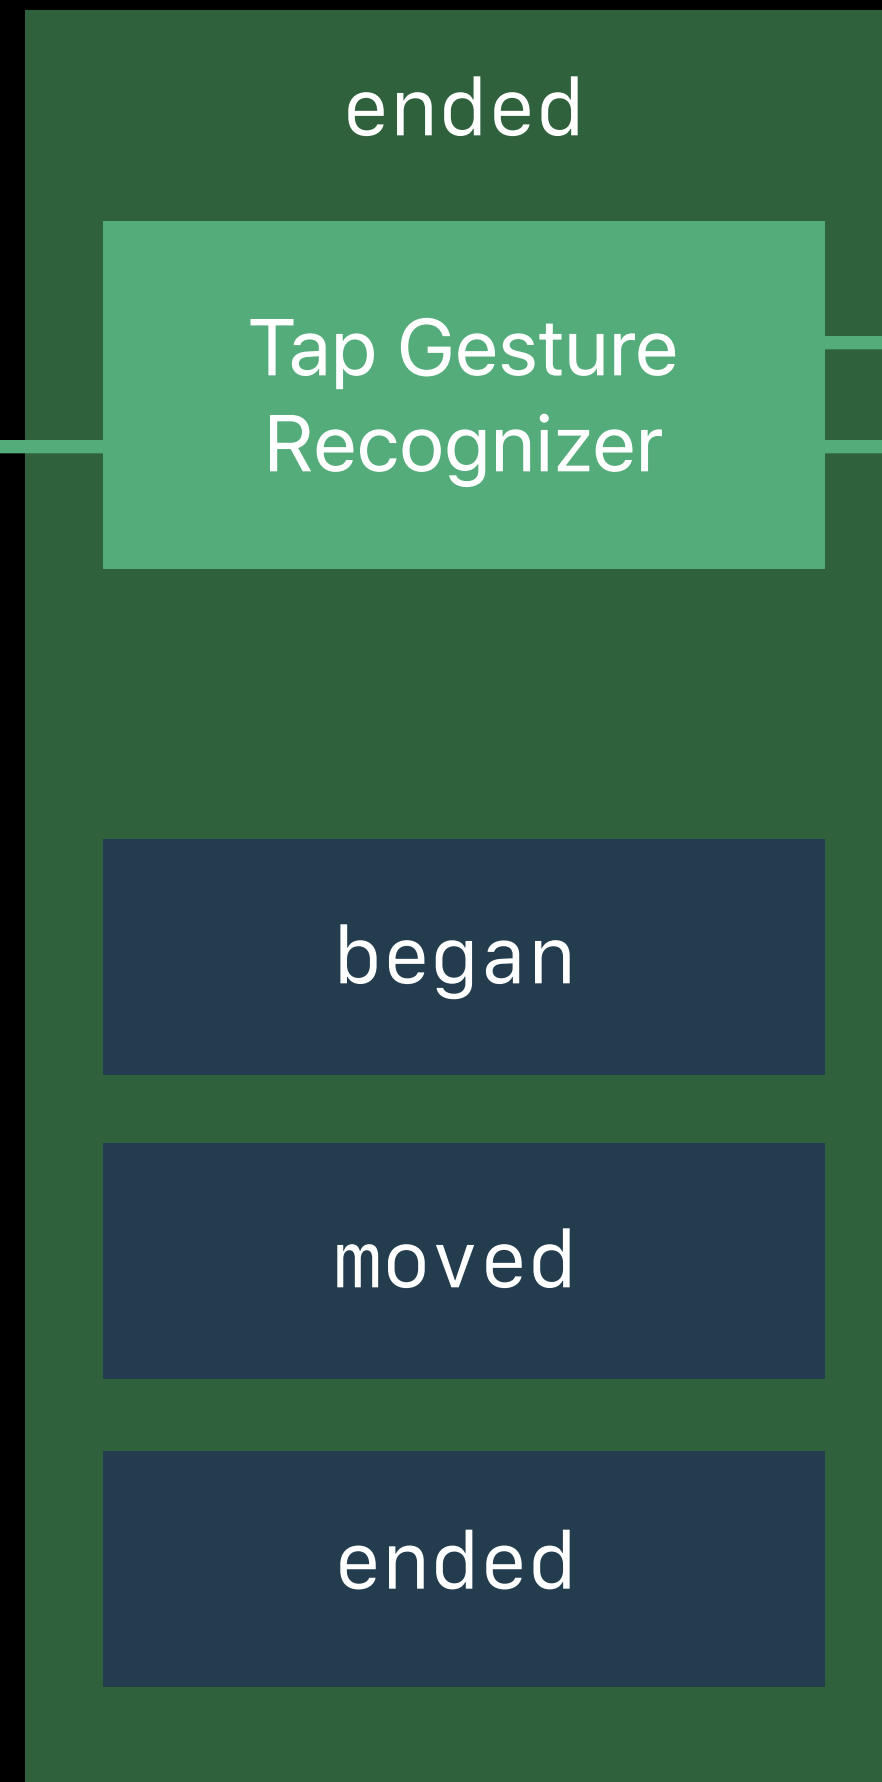 ended
Tap Gesture
Recognizer
began
moved
ended